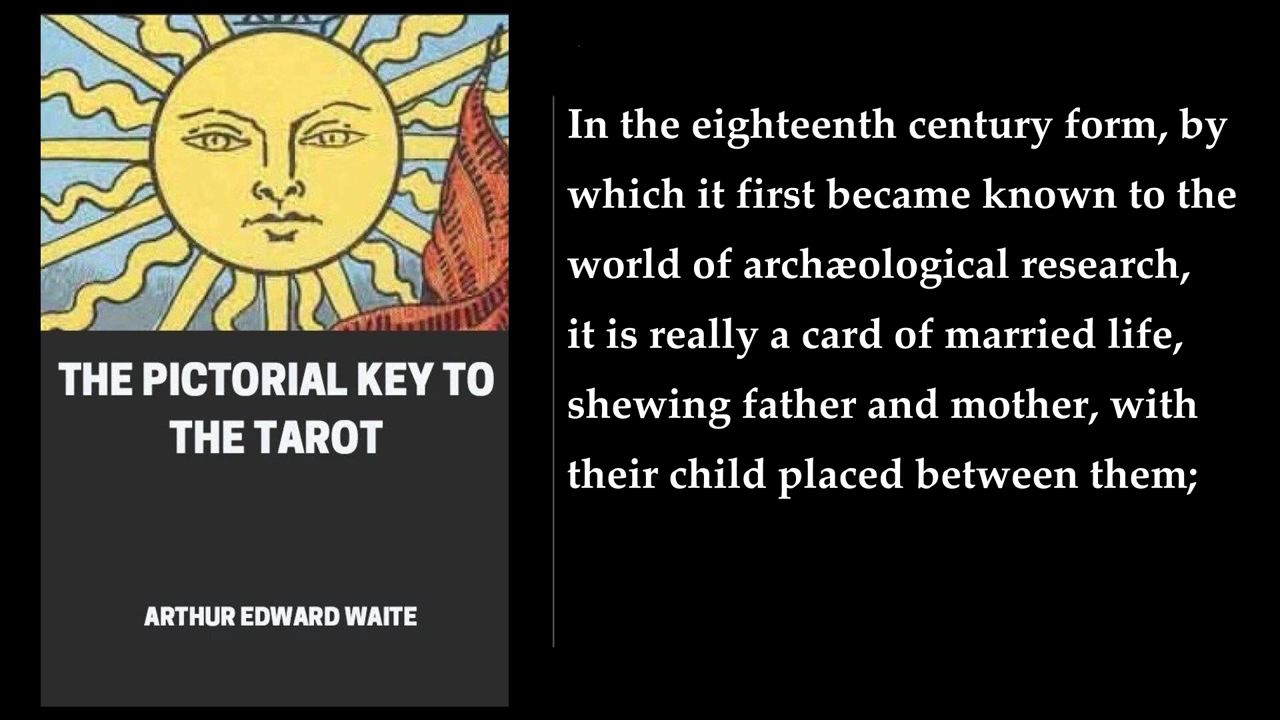 XIX
THE PICTORIAL KEY TO
THE TAROT
ARTHUR EDWARD WAITE
In the eighteenth century form, by
which it first became known to the
world of archæological research,
it is really a card of married life,
shewing father and mother, with
their child placed between them;